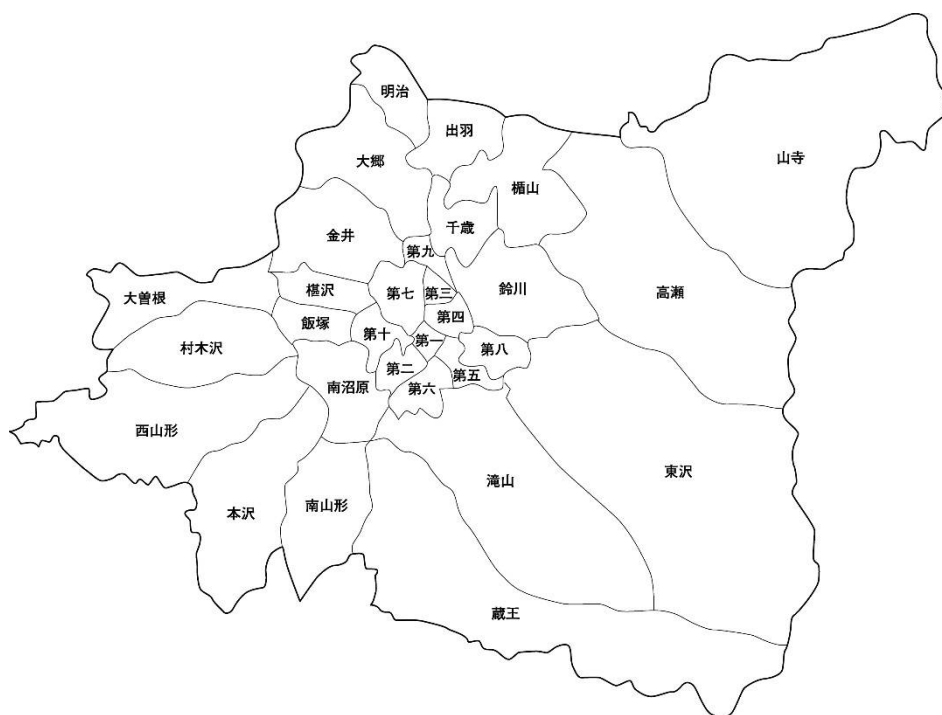 明治
出羽
山寺
大郷
楯山
千歳
金井
第九
鈴川
高瀬
大曽根
椹沢
第七
第三
第四
飯塚
第十
第一
第八
村木沢
第二
第五
南沼原
第六
西山形
東沢
滝山
本沢
南山形
蔵王